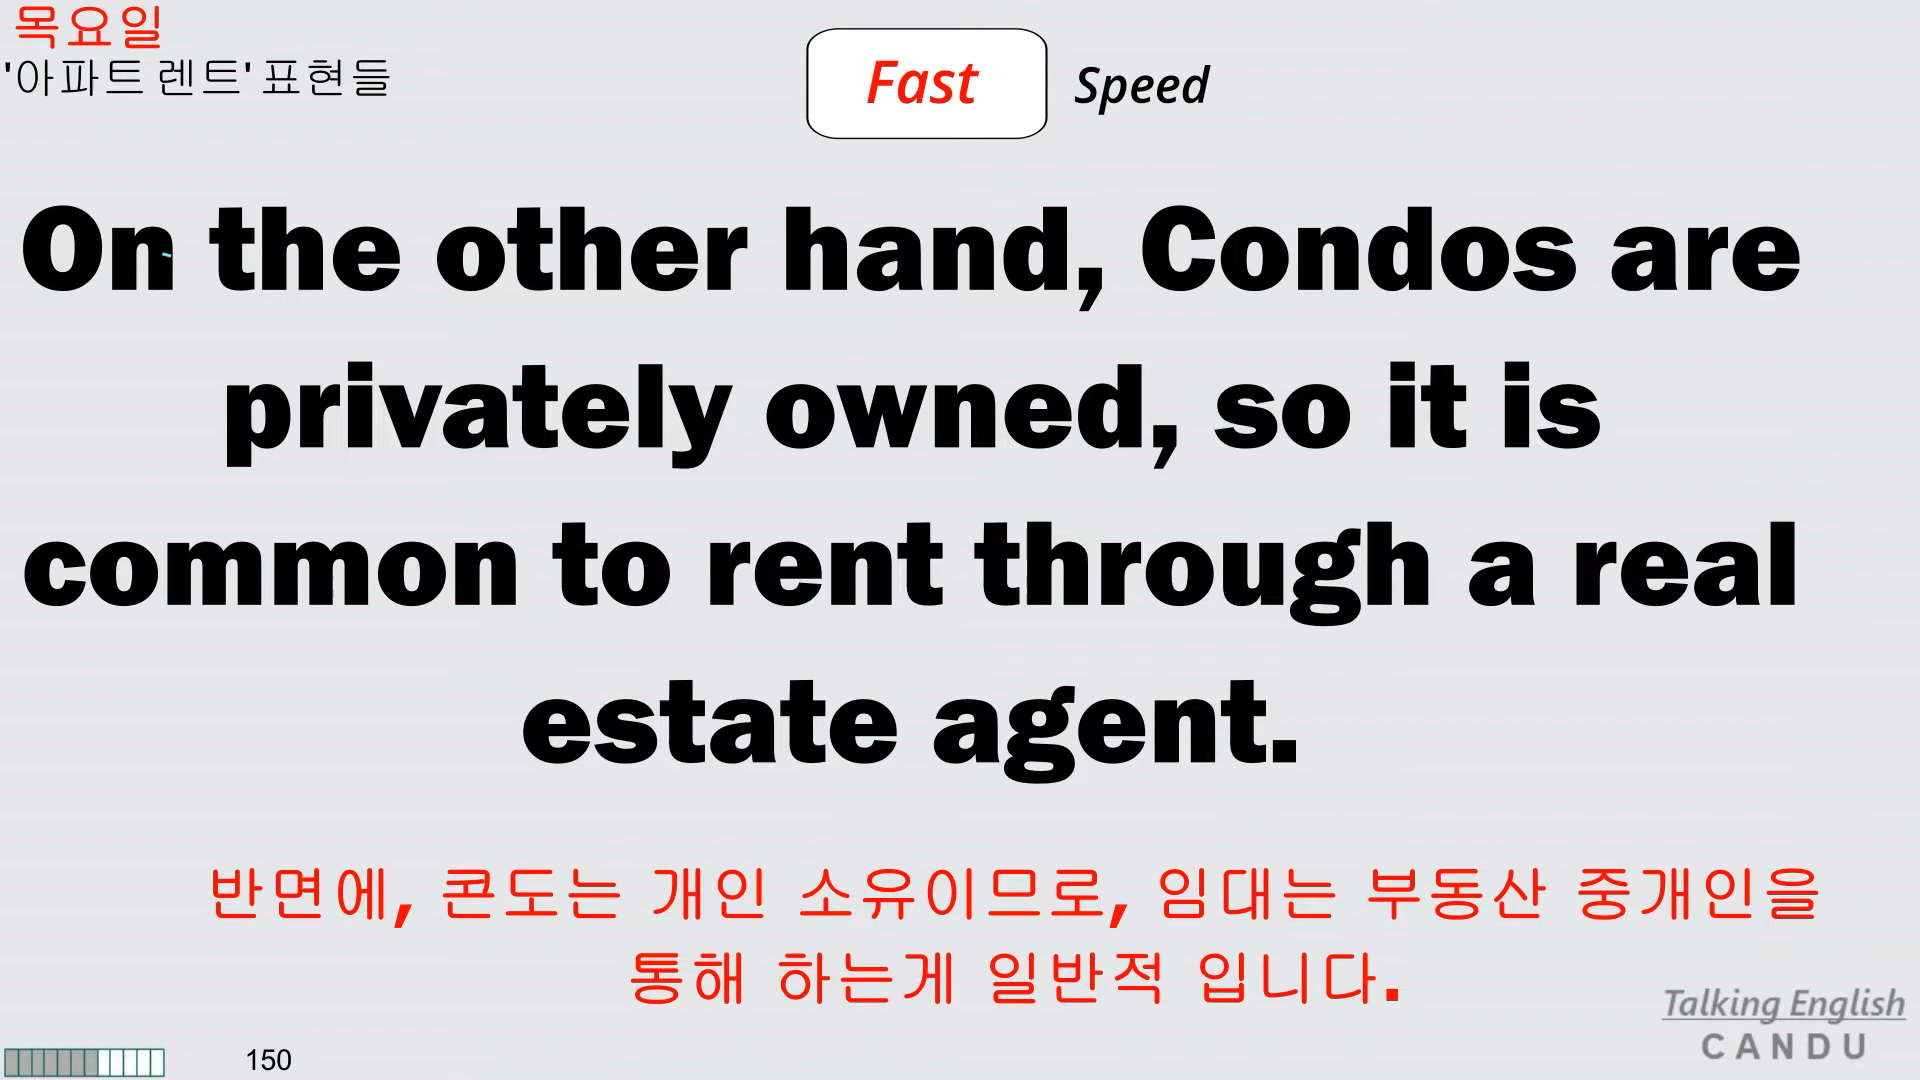 목요일
'아파트 렌트' 표현들
Fast Speed
On the other hand, Condos are
privately owned, so it is
common to rent through a real
estate agent.
반면에, 콘도는 개인 소유이므로, 임대는 부동산 중개인을
통해 하는게 일반적 입니다.
Talking English
CANDU
150